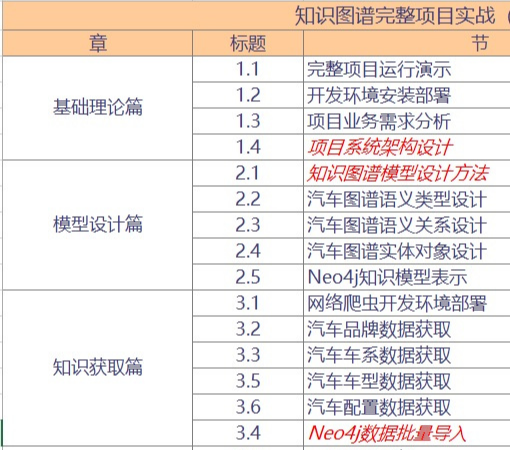 知识图谱完整项目实战（
章 标题 节
基础理论篇
1.1 完整项目运行演示
1.2 开发环境安装部署
1.3 项目业务需求分析
1.4 项目系统架构设计
模型设计篇
2.1 知识图谱模型设计方法
2.2 汽车图谱语义类型设计
2.3 汽车图谱语义关系设计
2.4 汽车图谱实体对象设计
2.5 Neo4j知识模型表示
知识获取篇
3.1 网络爬虫开发环境部署
3.2 汽车品牌数据获取
3.3 汽车车系数据获取
3.5 汽车车型数据获取
3.6 汽车配置数据获取
3.4 Neo4j数据批量导入